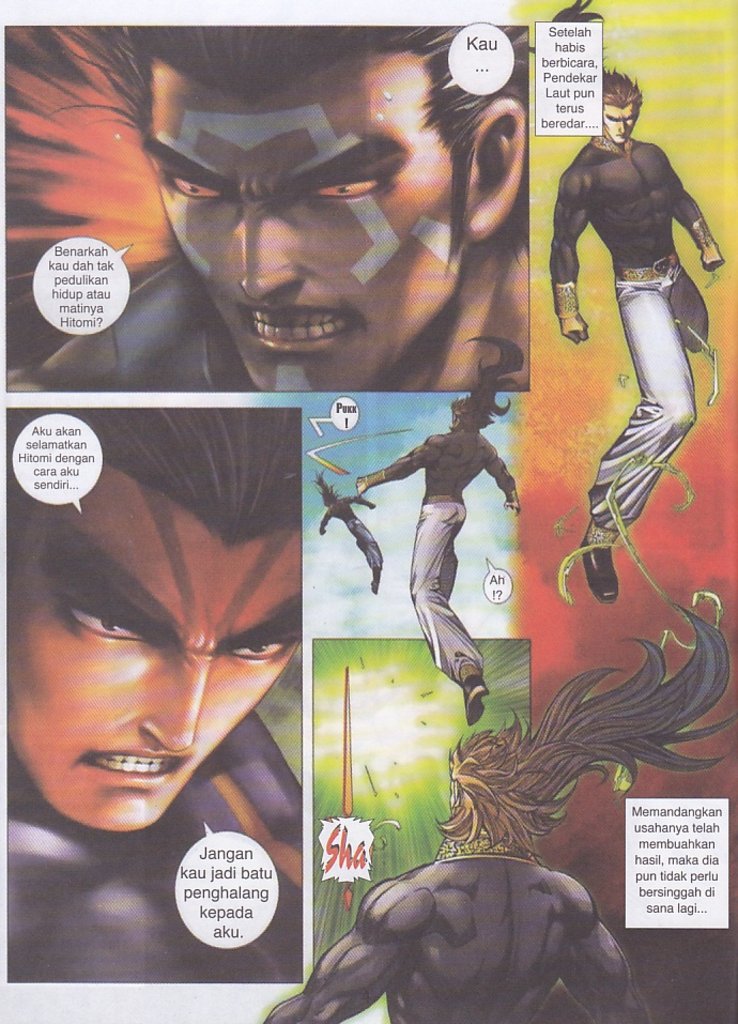 Kau
...
Benarkah
kau dah tak
pedulikan
hidup atau
matinya
Hitomi?
Setelah
habis
berbicara,
Pendekar
Laut pun
terus
beredar....
Aku akan
selamatkan
Hitomi dengan
cara aku
sendiri...
Jangan
kau jadi batu
penghalang
kepada
aku.
PUKK
!
Ah
!?
Sha
Memandangkan
usahanya telah
membuahkan
hasil, maka dia
pun tidak perlu
bersinggah di
sana lagi...